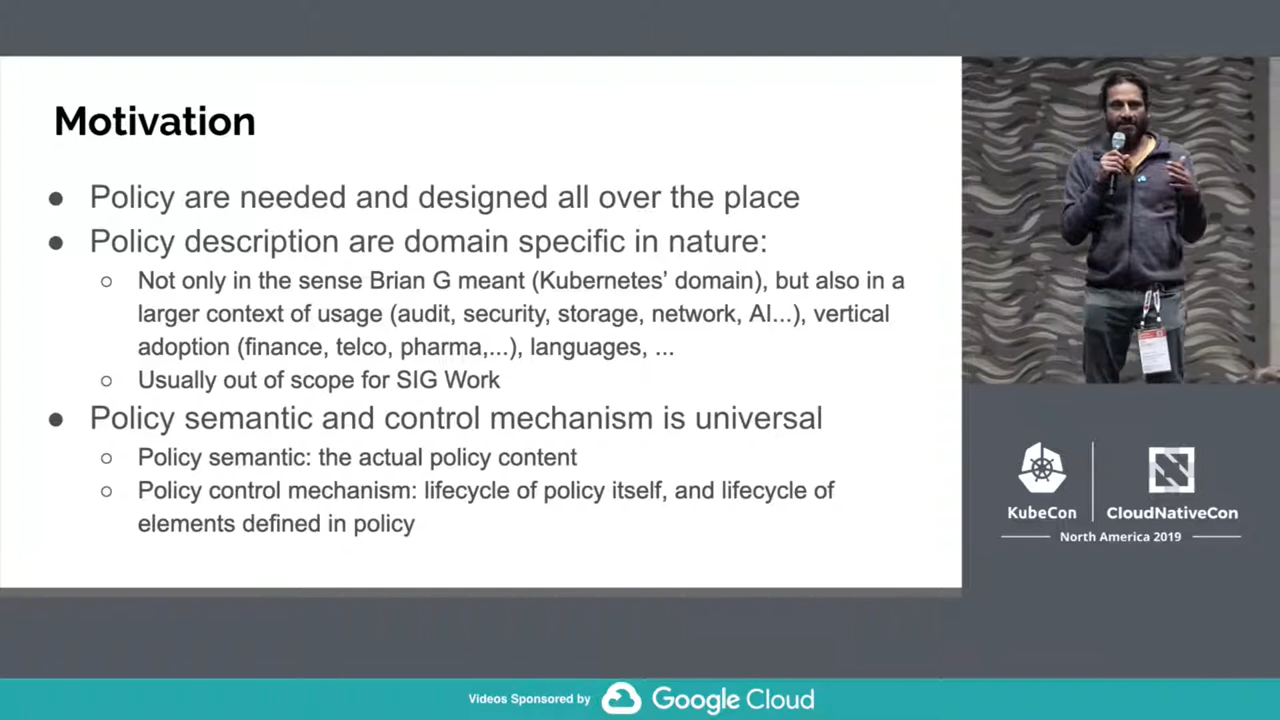 Motivation
● Policy are needed and designed all over the place
● Policy description are domain specific in nature:
○ Not only in the sense Brian G meant (Kubernetes’ domain), but also in a
larger context of usage (audit, security, storage, network, AI...), vertical
adoption (finance, telco, pharma,...), languages, ...
○ Usually out of scope for SIG Work
● Policy semantic and control mechanism is universal
○ Policy semantic: the actual policy content
○ Policy control mechanism: lifecycle of policy itself, and lifecycle of
elements defined in policy
KubeCon
CloudNativeCon
North America 2019
Videos Sponsored by Google Cloud